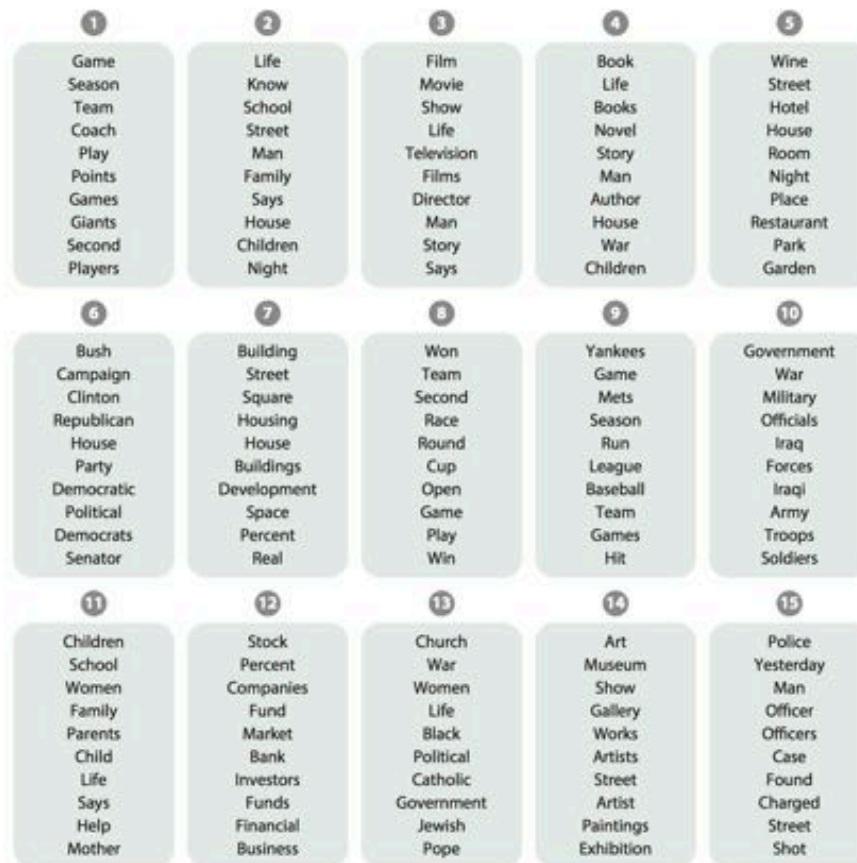 1
Game
Season
Team
Coach
Play
Points
Games
Giants
Second
Players
2
Life
Know
School
Street
Man
Family
Says
House
Children
Night
3
Film
Movie
Show
Life
Television
Films
Director
Man
Story
Says
4
Book
Life
Books
Novel
Story
Man
Author
House
War
Children
5
Wine
Street
Hotel
House
Room
Night
Place
Restaurant
Park
Garden
6
Bush
Campaign
Clinton
Republican
House
Party
Democratic
Political
Democrats
Senator
7
Building
Street
Square
Housing
House
Buildings
Development
Space
Percent
Real
8
Won
Team
Second
Race
Round
Cup
Open
Game
Play
Win
9
Yankees
Game
Mets
Season
Run
League
Baseball
Team
Games
Hit
10
Government
War
Military
Officials
Iraq
Forces
Iraqi
Army
Troops
Soldiers
11
Children
School
Women
Family
Parents
Child
Life
Says
Help
Mother
12
Stock
Percent
Companies
Fund
Market
Bank
Investors
Funds
Financial
Business
13
Church
War
Women
Life
Black
Political
Catholic
Government
Jewish
Pope
14
Art
Museum
Show
Gallery
Works
Artists
Street
Artist
Paintings
Exhibition
15
Police
Yesterday
Man
Officer
Officers
Case
Found
Charged
Street
Shot